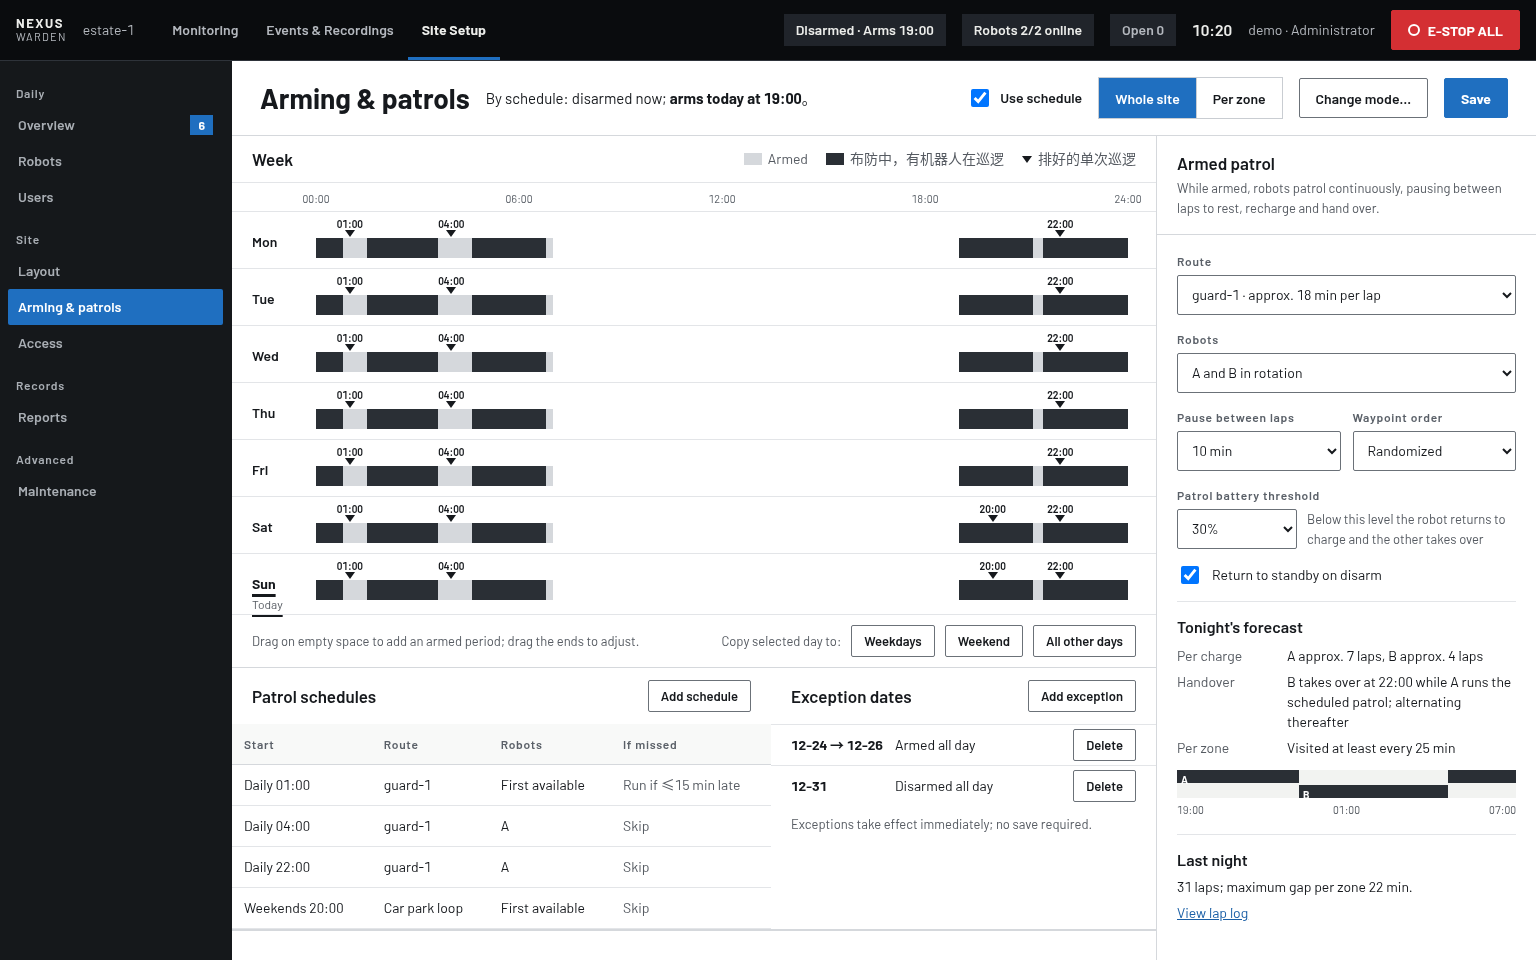 NEXUS
WARDEN
estate-1
Monitoring
Events & Recordings
Site Setup
Disarmed · Arms 19:00
Robots 2/2 online
Open 0
10:20
demo · Administrator
E-STOP ALL
Daily
Overview
6
Robots
Users
Site
Layout
Arming & patrols
Access
Records
Reports
Advanced
Maintenance
Arming & patrols
By schedule: disarmed now; arms today at 19:00。
Use schedule
Whole site
Per zone
Change mode...
Save
Week
Armed
布防中，有机器人在巡逻
排好的单次巡逻
00:00
06:00
12:00
18:00
24:00
Mon
01:00
04:00
22:00
Tue
01:00
04:00
22:00
Wed
01:00
04:00
22:00
Thu
01:00
04:00
22:00
Fri
01:00
04:00
22:00
Sat
01:00
04:00
20:00
22:00
Sun
Today
01:00
04:00
20:00
22:00
Drag on empty space to add an armed period; drag the ends to adjust.
Copy selected day to:
Weekdays
Weekend
All other days
Patrol schedules
Add schedule
Start
Route
Robots
If missed
Daily 01:00
guard-1
First available
Run if ≤15 min late
Daily 04:00
guard-1
A
Skip
Daily 22:00
guard-1
A
Skip
Weekends 20:00
Car park loop
First available
Skip
Exception dates
Add exception
12-24 → 12-26
Armed all day
Delete
12-31
Disarmed all day
Delete
Exceptions take effect immediately; no save required.
Armed patrol
While armed, robots patrol continuously, pausing between
laps to rest, recharge and hand over.
Route
guard-1 · approx. 18 min per lap
Robots
A and B in rotation
Pause between laps
Waypoint order
10 min
Randomized
Patrol battery threshold
30%
Below this level the robot returns to
charge and the other takes over
Return to standby on disarm
Tonight's forecast
Per charge
A approx. 7 laps, B approx. 4 laps
Handover
B takes over at 22:00 while A runs the
scheduled patrol; alternating
thereafter
Per zone
Visited at least every 25 min
A
B
19:00
01:00
07:00
Last night
31 laps; maximum gap per zone 22 min.
View lap log